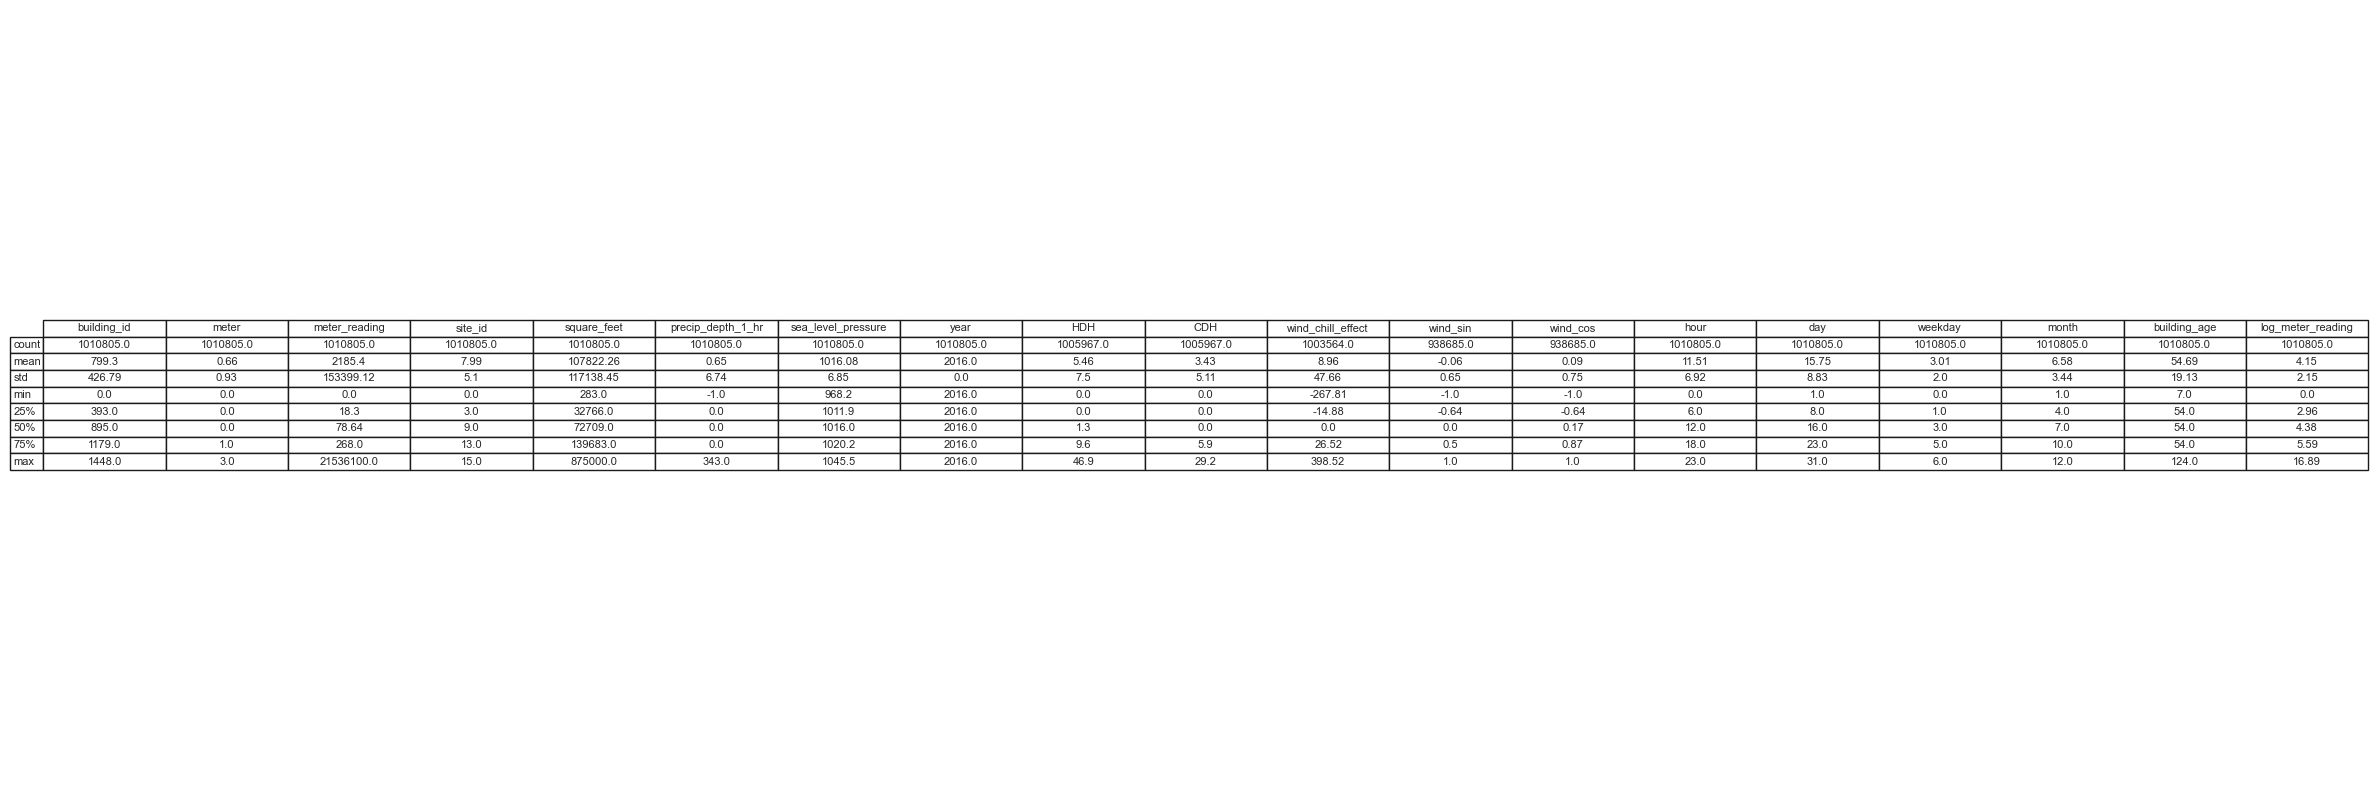 building_id meter meter_reading site_id square_feet precip_depth_1_hr sea_level_pressure year HDH CDH wind_chill_effect wind_sin wind_cos hour day weekday month building_age log_meter_reading
count 1010805.0 1010805.0 1010805.0 1010805.0 1010805.0 1010805.0 1010805.0 1010805.0 1005967.0 1005967.0 1003564.0 938685.0 938685.0 1010805.0 1010805.0 1010805.0 1010805.0 1010805.0 1010805.0
mean 799.3 0.66 2185.4 7.99 107822.26 0.65 1016.08 2016.0 5.46 3.43 8.96 -0.06 0.09 11.51 15.75 3.01 6.58 54.69 4.15
std 426.79 0.93 153399.12 5.1 117138.45 6.74 6.85 0.0 7.5 5.11 47.66 0.65 0.75 6.92 8.83 2.0 3.44 19.13 2.15
min 0.0 0.0 0.0 0.0 283.0 -1.0 968.2 2016.0 0.0 0.0 -267.81 -1.0 -1.0 0.0 1.0 0.0 1.0 7.0 0.0
25% 393.0 0.0 18.3 3.0 32766.0 0.0 1011.9 2016.0 0.0 0.0 -14.88 -0.64 -0.64 6.0 8.0 1.0 4.0 54.0 2.96
50% 895.0 0.0 78.64 9.0 72709.0 0.0 1016.0 2016.0 1.3 0.0 0.0 0.0 0.17 12.0 16.0 3.0 7.0 54.0 4.38
75% 1179.0 1.0 268.0 13.0 139683.0 0.0 1020.2 2016.0 9.6 5.9 26.52 0.5 0.87 18.0 23.0 5.0 10.0 54.0 5.59
max 1448.0 3.0 21536100.0 15.0 875000.0 343.0 1045.5 2016.0 46.9 29.2 398.52 1.0 1.0 23.0 31.0 6.0 12.0 124.0 16.89